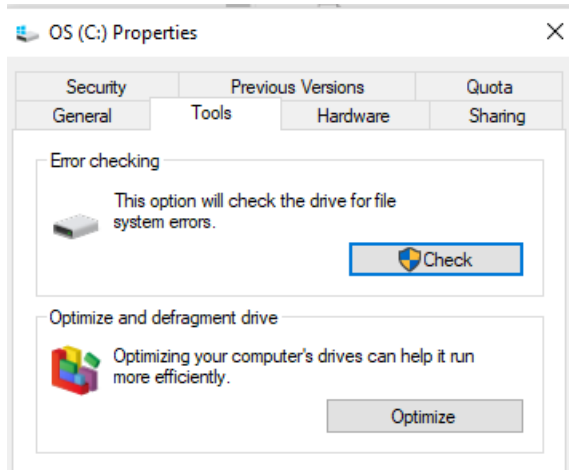 OS (C:) Properties
Security Previous Versions Quota
General Tools Hardware Sharing
Error checking
This option will check the drive for file
system errors.
Check
Optimize and defragment drive
Optimizing your computer's drives can help it run
more efficiently.
Optimize